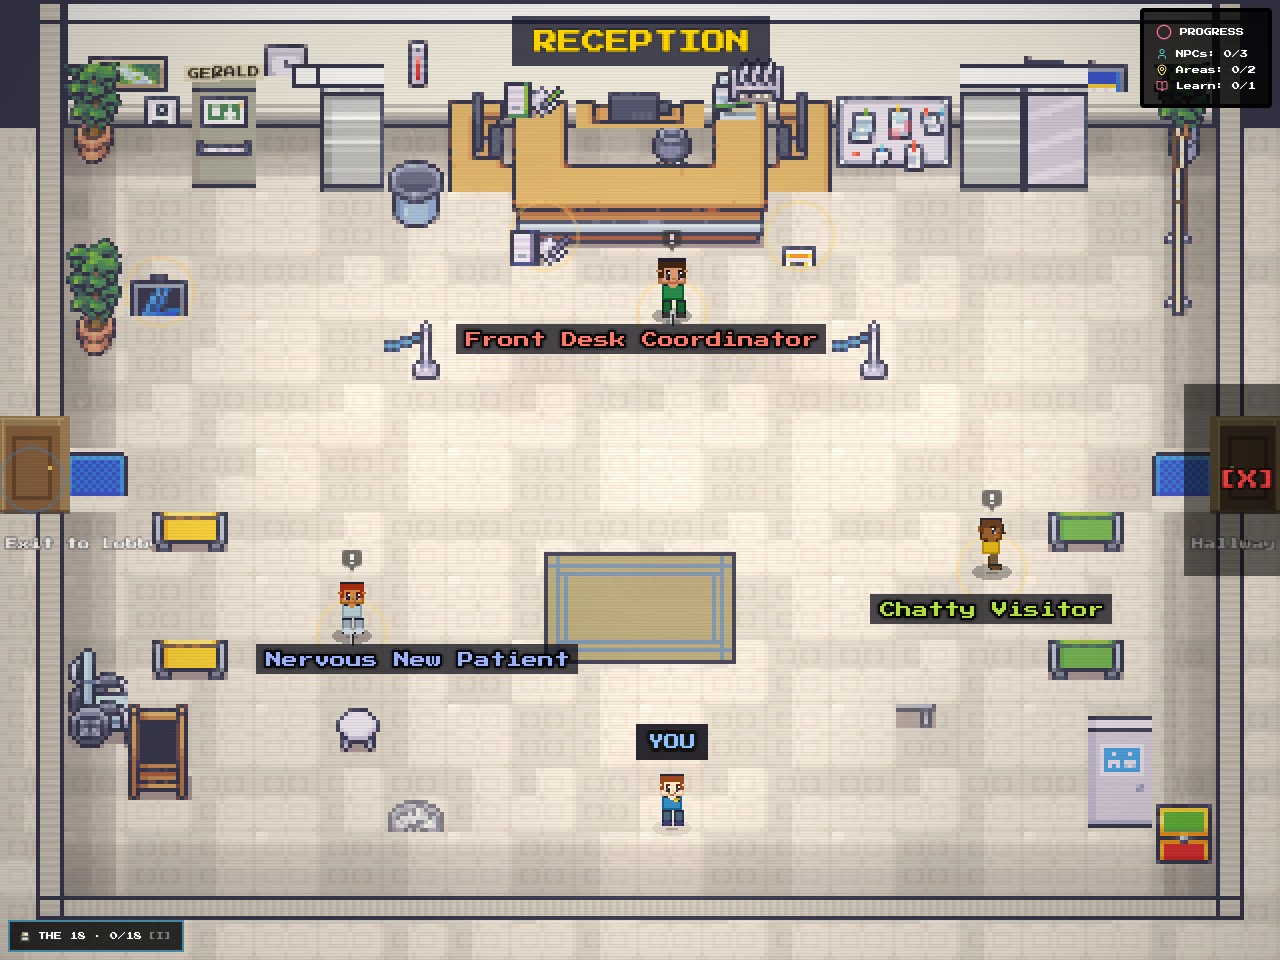 RECEPTION
PROGRESS
NPCs: 0/3
Areas: 0/2
Learn: 0/1
GERALD
!
Front Desk Coordinator
[X]
Exit to Lobb
Hallway
!
Chatty Visitor
!
Nervous New Patient
YOU
THE 18 · 0/18 [I]